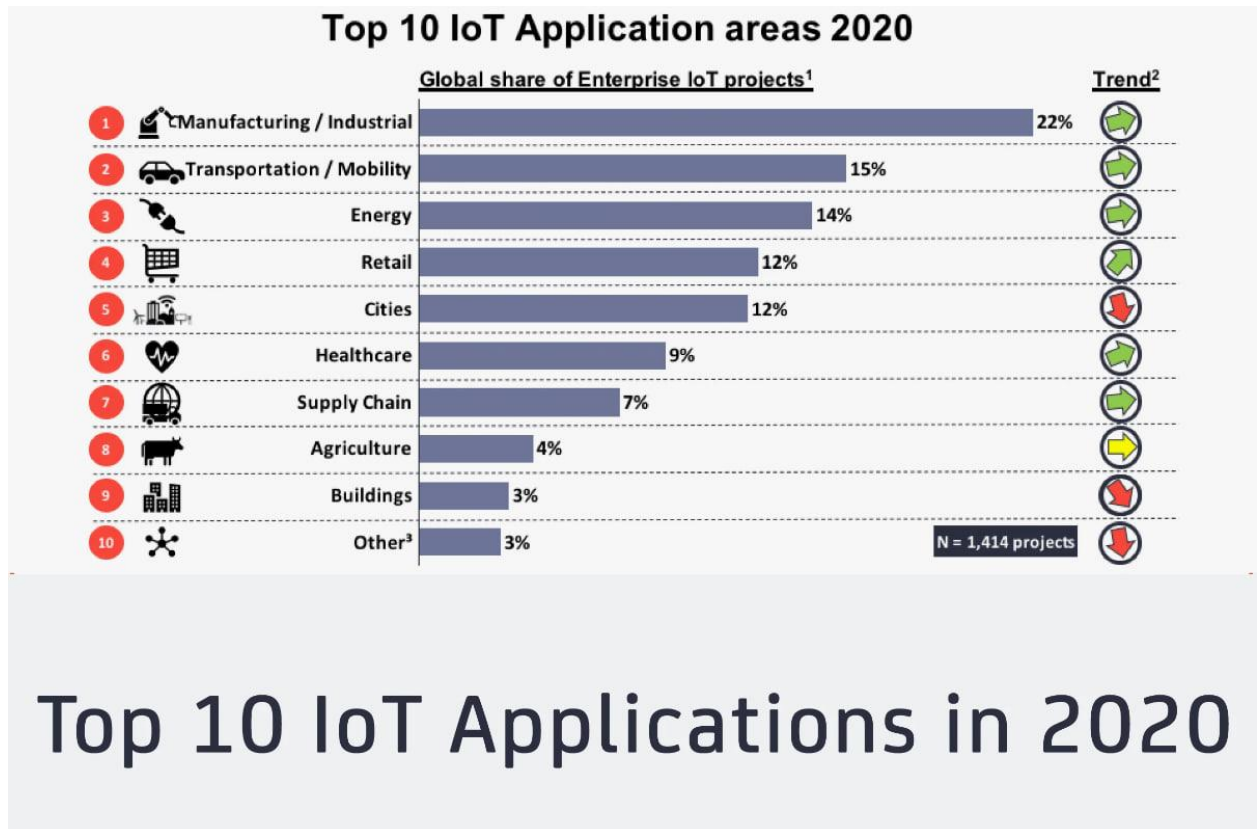 Top 10 IoT Application areas 2020
Global share of Enterprise IoT projects¹ Trend²
1 Manufacturing / Industrial 22%
2 Transportation / Mobility 15%
3 Energy 14%
4 Retail 12%
5 Cities 12%
6 Healthcare 9%
7 Supply Chain 7%
8 Agriculture 4%
9 Buildings 3%
10 Other³ 3% N = 1,414 projects
Top 10 IoT Applications in 2020